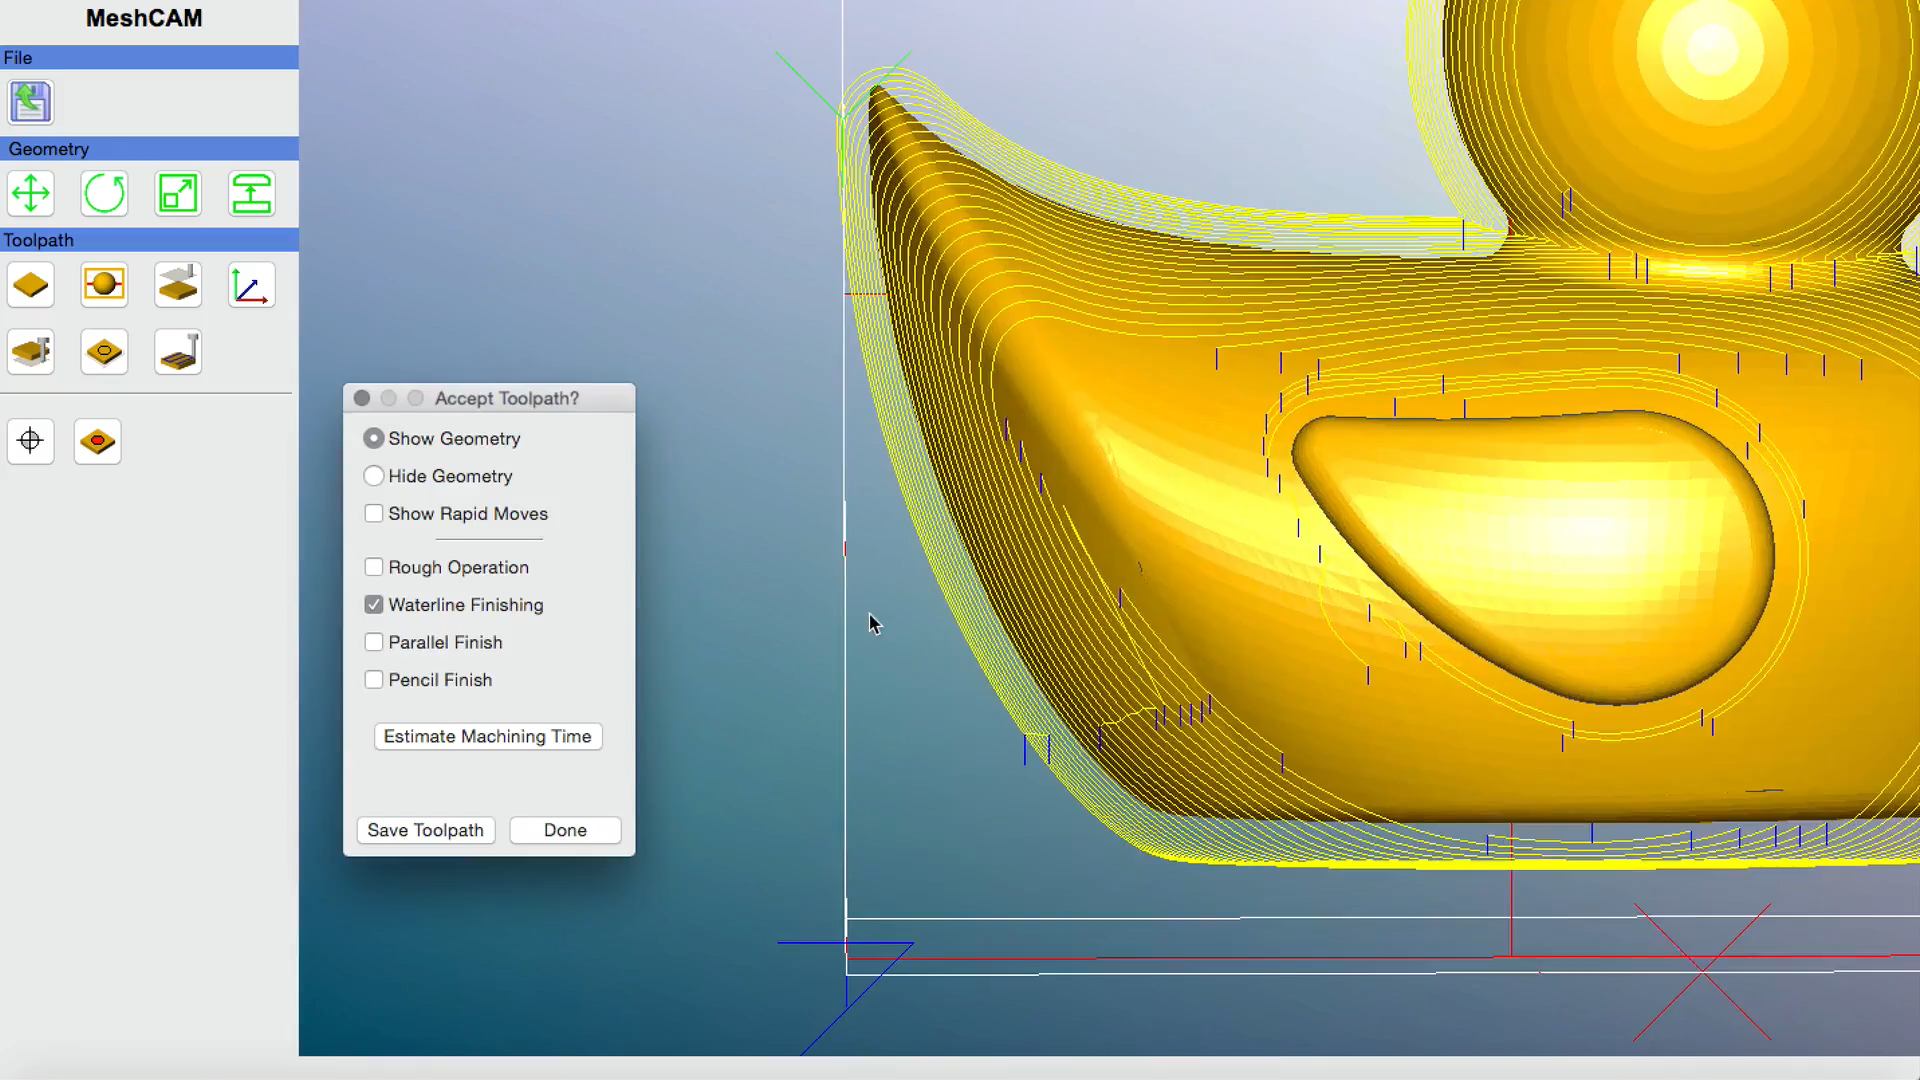 MeshCAM
File
Geometry
Toolpath
Accept Toolpath?
Show Geometry
Hide Geometry
Show Rapid Moves
Rough Operation
Waterline Finishing
Parallel Finish
Pencil Finish
Estimate Machining Time
Save Toolpath
Done